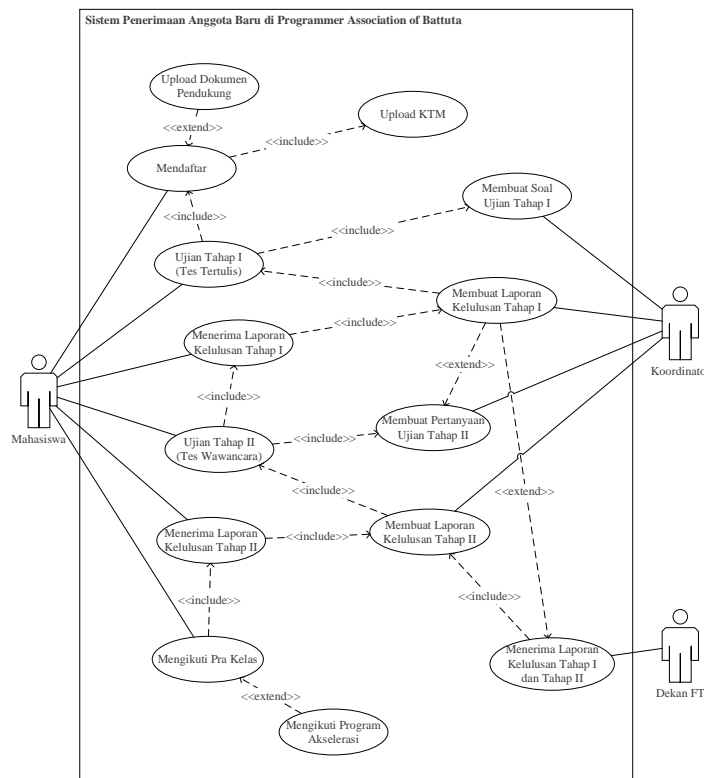 Sistem Penerimaan Anggota Baru di Programmer Association of Battuta
Upload Dokumen
Pendukung
Upload KTM
<<extend>>
<<include>>
Mendaftar
Membuat Soal
Ujian Tahap I
<<include>>
<<include>>
Ujian Tahap I
(Tes Tertulis)
<<include>>
Membuat Laporan
Kelulusan Tahap I
Menerima Laporan
Kelulusan Tahap I
<<include>>
<<extend>>
Koordinato
Mahasiswa
<<include>>
Membuat Pertanyaan
Ujian Tahap II
Ujian Tahap II
(Tes Wawancara)
<<include>>
<<include>>
<<extend>>
Menerima Laporan
Kelulusan Tahap II
<<include>>
Membuat Laporan
Kelulusan Tahap II
<<include>>
<<include>>
Mengikuti Pra Kelas
Menerima Laporan
Kelulusan Tahap I
dan Tahap II
Dekan FT
<<extend>>
Mengikuti Program
Akselerasi